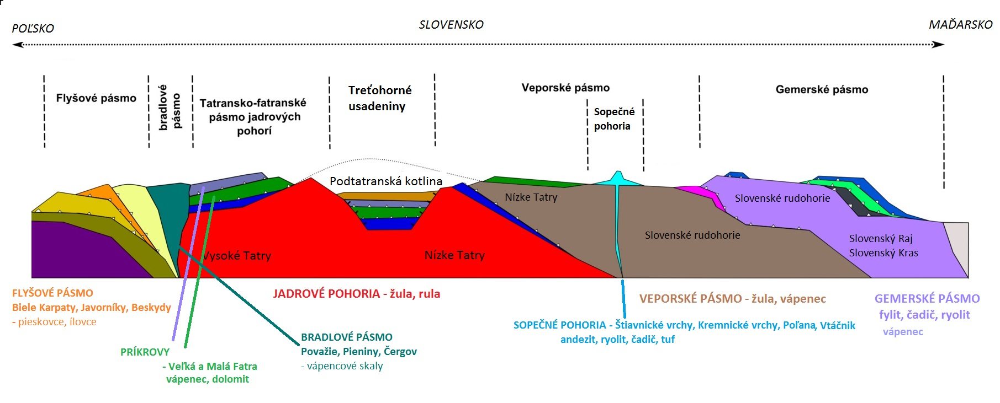 POĽSKO
SLOVENSKO
MAĎARSKO
Flyšové pásmo
bradlové
pásmo
Tatransko-fatranské
pásmo jadrových
pohorí
Treťohorné
usadeniny
Veporské pásmo
Sopečné
pohoria
Gemerské pásmo
Podtatranská kotlina
Nízke Tatry
Slovenské rudohorie
Slovenské rudohorie
Slovenský Raj
Slovenský Kras
Vysoké Tatry
Nízke Tatry
FLYŠOVÉ PÁSMO
Biele Karpaty, Javorníky, Beskydy
- pieskovce, ílovce
JADROVÉ POHORIA - žula, rula
VEPORSKÉ PÁSMO - žula, vápenec
GEMERSKÉ PÁSMO
fylit, čadič, ryolit
vápenec
SOPEČNÉ POHORIA - Štiavnické vrchy, Kremnické vrchy, Poľana, Vtáčnik
andezit, ryolit, čadič, tuf
BRADLOVÉ PÁSMO
Považie, Pieniny, Čergov
- vápencové skaly
PRÍKROVY
- Veľká a Malá Fatra
vápenec, dolomit